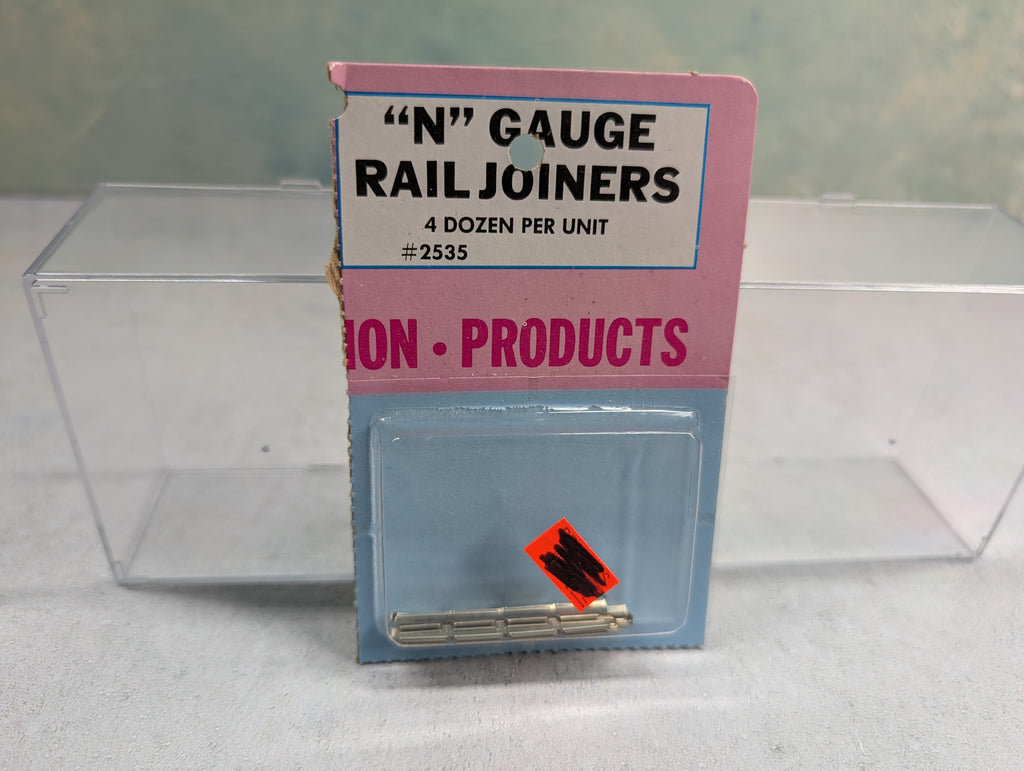 “N” GAUGE
RAIL JOINERS
4 DOZEN PER UNIT
#2535
ION • PRODUCTS